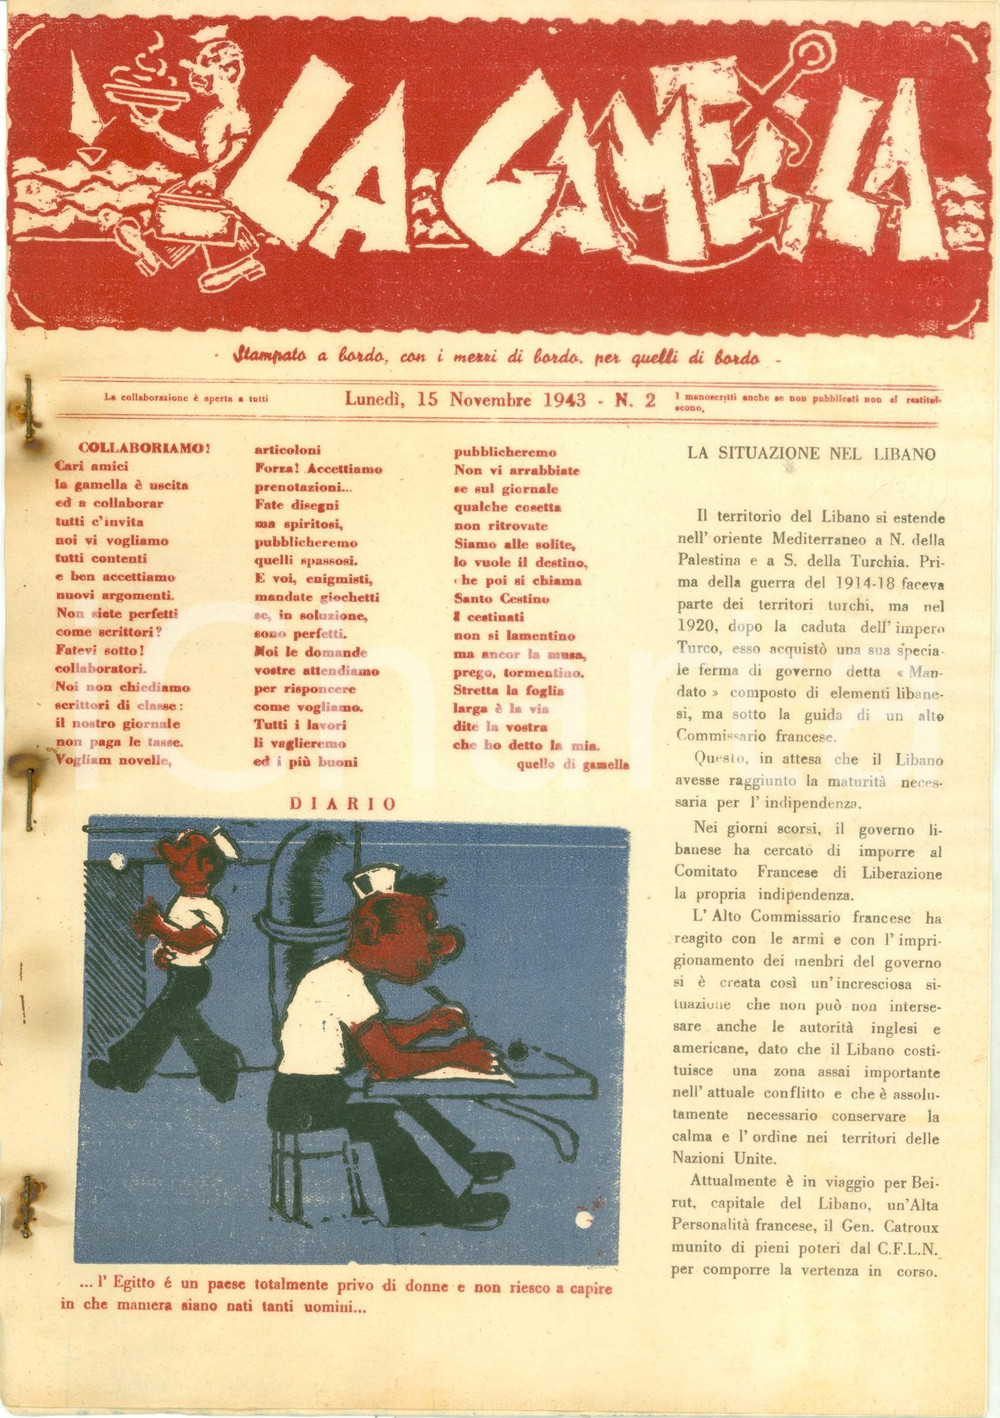 LA GAMELLA
- Stampato a bordo, con i mezzi di bordo, per quelli di bordo -
La collaborazione è aperta a tutti
Lunedì, 15 Novembre 1943 - N. 2
I manoscritti anche se non pubblicati non si restitui-
scono,
COLLABORIAMO!
Cari amici
la gamella è uscita
ed a collaborar
tutti c'invita
noi vi vogliamo
tutti contenti
e ben accettiamo
nuovi argomenti.
Non siete perfetti
come scrittori?
Fatevi sotto!
collaboratori.
Noi non chiediamo
scrittori di classe:
il nostro giornale
non paga le tasse.
Vogliam novelle,
articoloni
Forza! Accettiamo
prenotazioni...
Fate disegni
ma spiritosi,
pubblicheremo
quelli spassosi.
E voi, enigmisti,
mandate giochetti
se, in soluzione,
sono perfetti.
Noi le domande
vostre attendiamo
per rispondere
come vogliamo.
Tutti i lavori
li vaglieremo
ed i più buoni
pubblicheremo
Non vi arrabbiate
se sul giornale
qualche cosetta
non ritrovate
Siamo alle solite,
lo vuole il destino,
che poi si chiama
Santo Cestino
I cestinati
non si lamentino
ma ancor la musa,
prego, tormentino.
Stretta la foglia
larga è la via
dite la vostra
che ho detto la mia.
quello di gamella
DIARIO
... l' Egitto é un paese totalmente privo di donne e non riesco a capire
in che maniera siano nati tanti uomini...
LA SITUAZIONE NEL LIBANO
Il territorio del Libano si estende
nell' oriente Mediterraneo a N. della
Palestina e a S. della Turchia. Pri-
ma della guerra del 1914-18 faceva
parte dei territori turchi, ma nel
1920, dopo la caduta dell' impero
Turco, esso acquistò una sua specia-
le ferma di governo detta « Man-
dato » composto di elementi libane-
si, ma sotto la guida di un alto
Commissario francese.
Questo, in attesa che il Libano
avesse raggiunto la maturità neces-
saria per l' indipendenza.
Nei giorni scorsi, il governo li-
banese ha cercato di imporre al
Comitato Francese di Liberazione
la propria indipendenza.
L' Alto Commissario francese ha
reagito con le armi e con l' impri-
gionamento dei menbri del governo
si è creata così un' incresciosa si-
tuazione che non può non interse-
sare anche le autorità inglesi e
americane, dato che il Libano costi-
tuisce una zona assai importante
nell' attuale conflitto e che è assolu-
tamente necessario conservare la
calma e l' ordine nei territori delle
Nazioni Unite.
Attualmente è in viaggio per Bei-
rut, capitale del Libano, un'Alta
Personalità francese, il Gen. Catroux
munito di pieni poteri dal C.F.L.N.
per comporre la vertenza in corso.